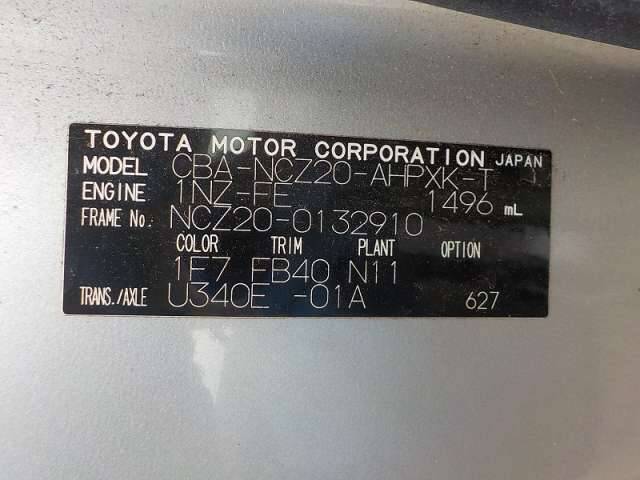 TOYOTA MOTOR CORPORATION JAPAN
MODEL CBA-NCZ20-AHPXK-T
ENGINE 1NZ-FE 1496 mL
FRAME No. NCZ20-0132910
COLOR TRIM PLANT OPTION
1E7 FB40 N11
TRANS./AXLE U340E -01A 627